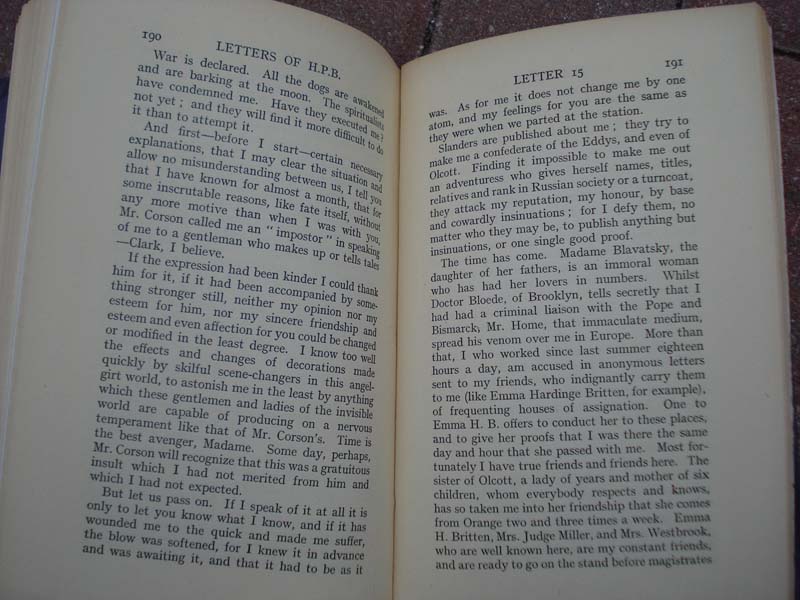 190
LETTERS OF H.P.B.
War is declared. All the dogs are awakened
and are barking at the moon. The spiritualists
have condemned me. Have they executed me?
not yet; and they will find it more difficult to do
it than to attempt it.
And first—before I start—certain necessary
explanations, that I may clear the situation and
allow no misunderstanding between us, I tell you
that I have known for almost a month, that for
some inscrutable reasons, like fate itself, without
any more motive than when I was with you,
Mr. Corson called me an "impostor" in speaking
of me to a gentleman who makes up or tells tales
—Clark, I believe.
If the expression had been kinder I could thank
him for it, if it had been accompanied by some-
thing stronger still, neither my opinion nor my
esteem for him, nor my sincere friendship and
esteem and even affection for you could be changed
or modified in the least degree. I know too well
the effects and changes of decorations made
quickly by skilful scene-changers in this angel-
girt world, to astonish me in the least by anything
which these gentlemen and ladies of the invisible
world are capable of producing on a nervous
temperament like that of Mr. Corson's. Time is
the best avenger, Madame. Some day, perhaps,
Mr. Corson will recognize that this was a gratuitous
insult which I had not merited from him and
which I had not expected.
But let us pass on. If I speak of it at all it is
only to let you know what I know, and if it has
wounded me to the quick and made me suffer,
the blow was softened, for I knew it in advance
and was awaiting it, and that it had to be as it
LETTER 15
191
was. As for me it does not change me by one
atom, and my feelings for you are the same as
they were when we parted at the station.
Slanders are published about me; they try to
make me a confederate of the Eddys, and even of
Olcott. Finding it impossible to make me out
an adventuress who gives herself names, titles,
relatives and rank in Russian society or a turncoat,
they attack my reputation, my honour, by base
and cowardly insinuations; for I defy them, no
matter who they may be, to publish anything but
insinuations, or one single good proof.
The time has come. Madame Blavatsky, the
daughter of her fathers, is an immoral woman
who has had her lovers in numbers. Whilst
Doctor Bloede, of Brooklyn, tells secretly that I
had had a criminal liaison with the Pope and
Bismarck, Mr. Home, that immaculate medium,
spread his venom over me in Europe. More than
that, I who worked since last summer eighteen
hours a day, am accused in anonymous letters
sent to my friends, who indignantly carry them
to me (like Emma Hardinge Britten, for example),
of frequenting houses of assignation. One to
Emma H. B. offers to conduct her to these places,
and to give her proofs that I was there the same
day and hour that she passed with me. Most for-
tunately I have true friends and friends here. The
sister of Olcott, a lady of years and mother of six
children, whom everybody respects and knows,
has so taken me into her friendship that she comes
from Orange two and three times a week. Emma
H. Britten, Mrs. Judge Miller, and Mrs. Westbrook,
who are well known here, are my constant friends,
and are ready to go on the stand before magistrates